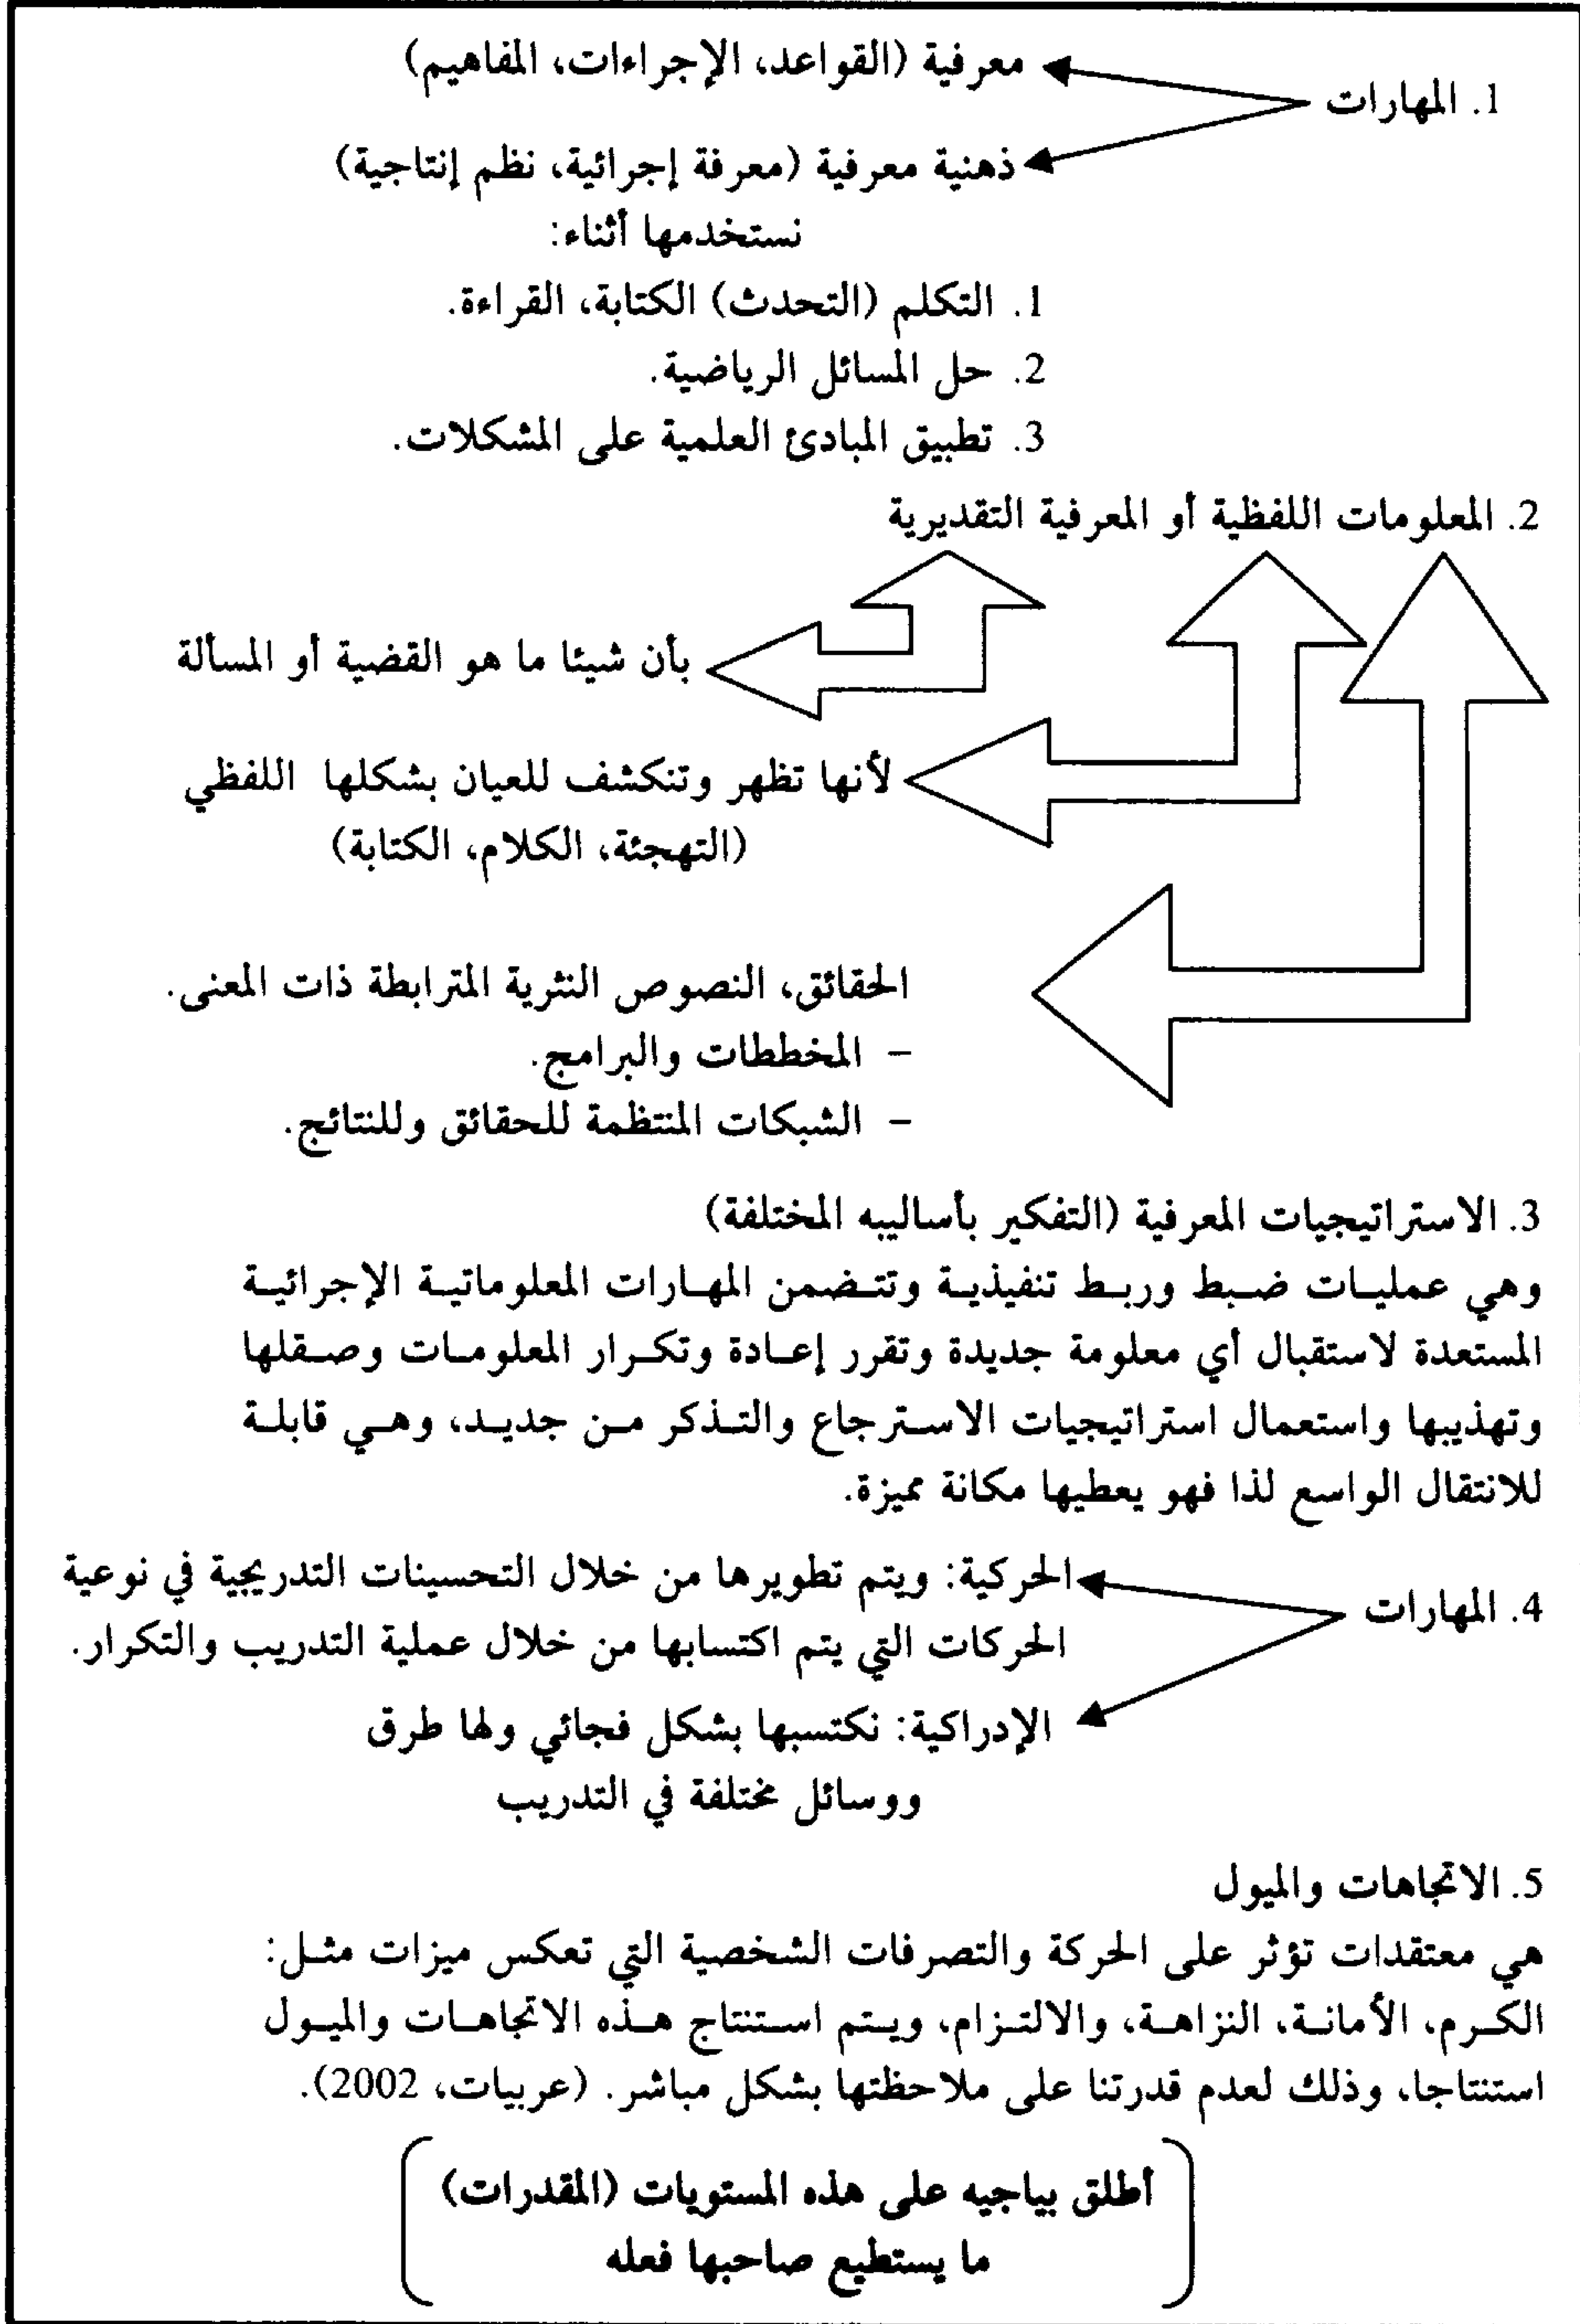 معرفية (القواعد، الإجراءات، المفاهيم)
1. المهارات
ذهنية معرفية (معرفة إجرائية، نظم إنتاجية)
نستخدمها أثناء:
1. التكلم (التحدث) الكتابة، القراءة.
2. حل المسائل الرياضية.
3. تطبيق المبادئ العلمية على المشكلات.
2. المعلومات اللفظية أو المعرفية التقديرية
بأن شيئا ما هو القضية أو المسألة
لأنها تظهر وتنكشف للعيان بشكلها اللفظي
(التهجئة، الكلام، الكتابة)
الحقائق، النصوص النثرية المترابطة ذات المعنى.
– المخططات والبرامج.
– الشبكات المنتظمة للحقائق وللنتائج.
3. الاستراتيجيات المعرفية (التفكير بأساليبه المختلفة)
وهي عمليات ضبط وربط تنفيذية وتتضمن المهارات المعلوماتية الإجرائية
المستعدة لاستقبال أي معلومة جديدة وتقرر إعادة وتكرار المعلومات وصقلها
وتهذيبها واستعمال استراتيجيات الاسترجاع والتذكر من جديد، وهي قابلة
للانتقال الواسع لذا فهو يعطيها مكانة مميزة.
الحركية: ويتم تطويرها من خلال التحسينات التدريجية في نوعية
4. المهارات
الحركات التي يتم اكتسابها من خلال عملية التدريب والتكرار.
الإدراكية: نكتسبها بشكل فجائي ولها طرق
ووسائل مختلفة في التدريب
5. الاتجاهات والميول
هي معتقدات تؤثر على الحركة والتصرفات الشخصية التي تعكس ميزات مثل:
الكرم، الأمانة، النزاهة، والالتزام، ويتم استنتاج هذه الاتجاهات والميول
استنتاجا، وذلك لعدم قدرتنا على ملاحظتها بشكل مباشر. (عربيات، 2002).
أطلق بياجيه على هذه المستويات (المقدرات)
ما يستطيع صاحبها فعله